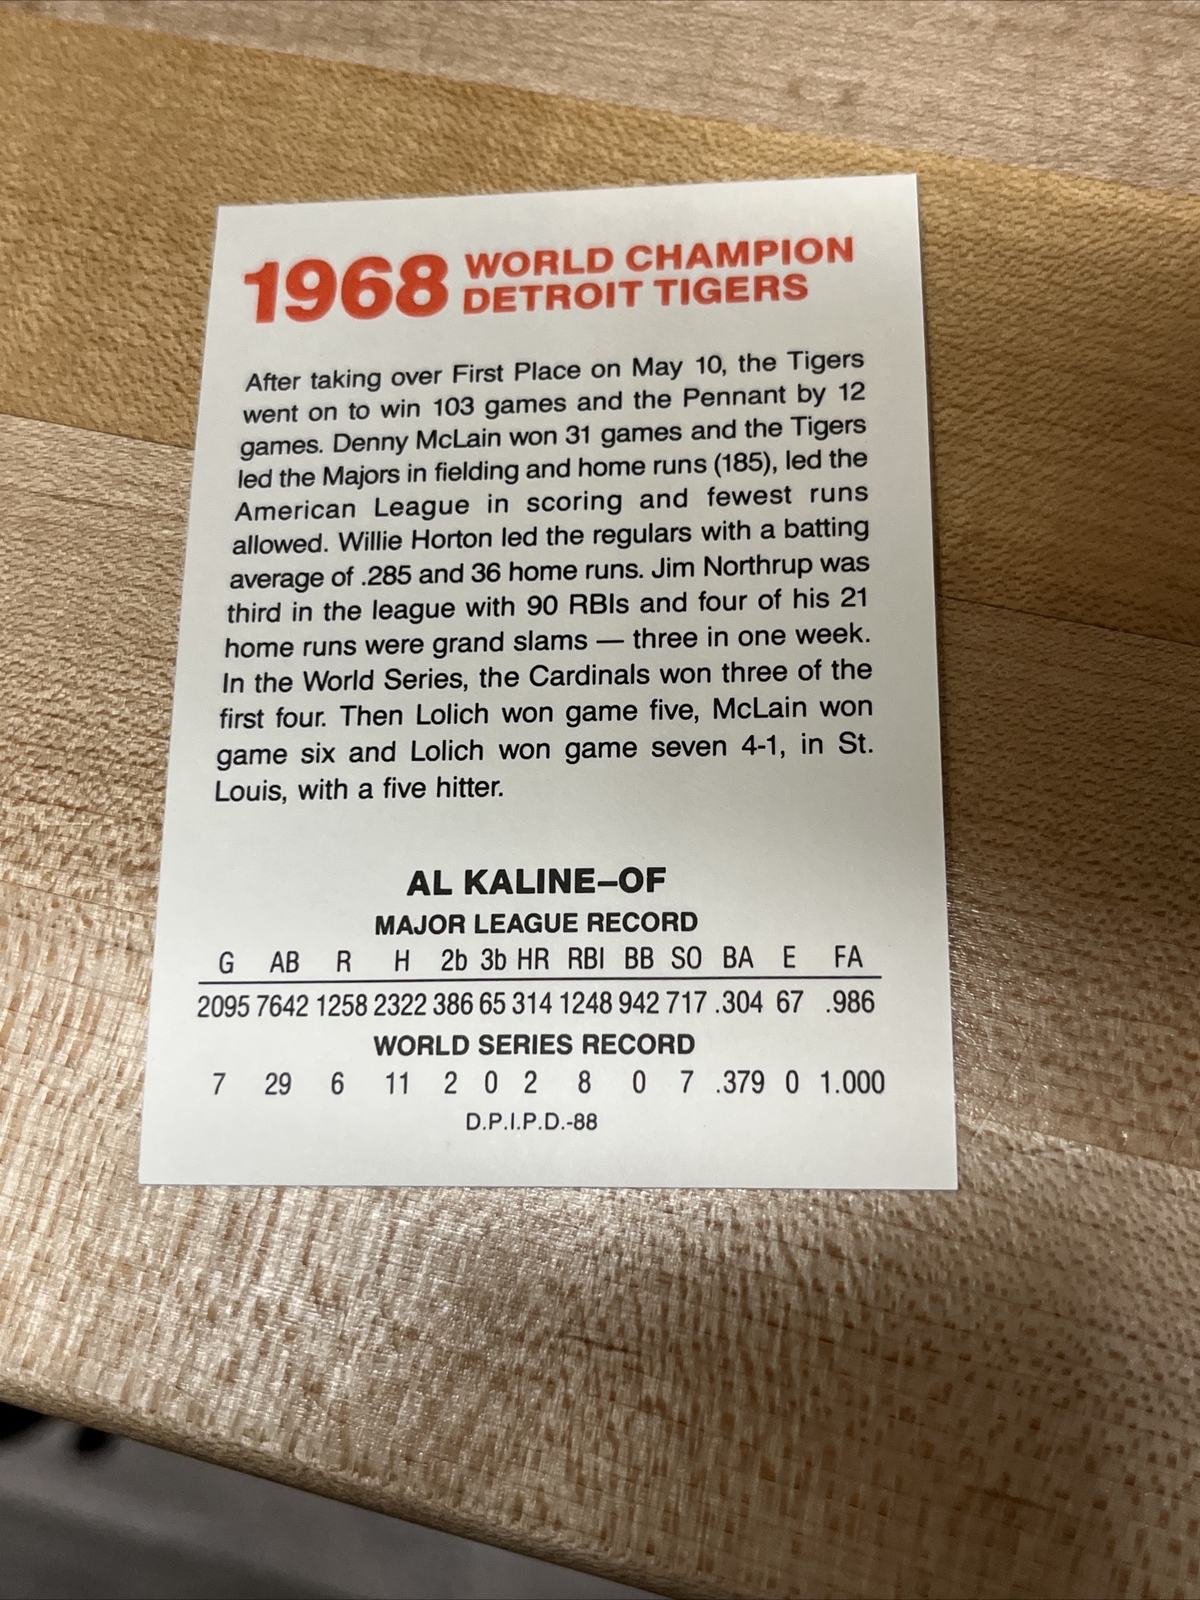 1968 WORLD CHAMPION
DETROIT TIGERS
After taking over First Place on May 10, the Tigers
went on to win 103 games and the Pennant by 12
games. Denny McLain won 31 games and the Tigers
led the Majors in fielding and home runs (185), led the
American League in scoring and fewest runs
allowed. Willie Horton led the regulars with a batting
average of .285 and 36 home runs. Jim Northrup was
third in the league with 90 RBIs and four of his 21
home runs were grand slams — three in one week.
In the World Series, the Cardinals won three of the
first four. Then Lolich won game five, McLain won
game six and Lolich won game seven 4-1, in St.
Louis, with a five hitter.
AL KALINE–OF
MAJOR LEAGUE RECORD
G AB R H 2b 3b HR RBI BB SO BA E FA
2095 7642 1258 2322 386 65 314 1248 942 717 .304 67 .986
WORLD SERIES RECORD
7 29 6 11 2 0 2 8 0 7 .379 0 1.000
D.P.I.P.D.-88